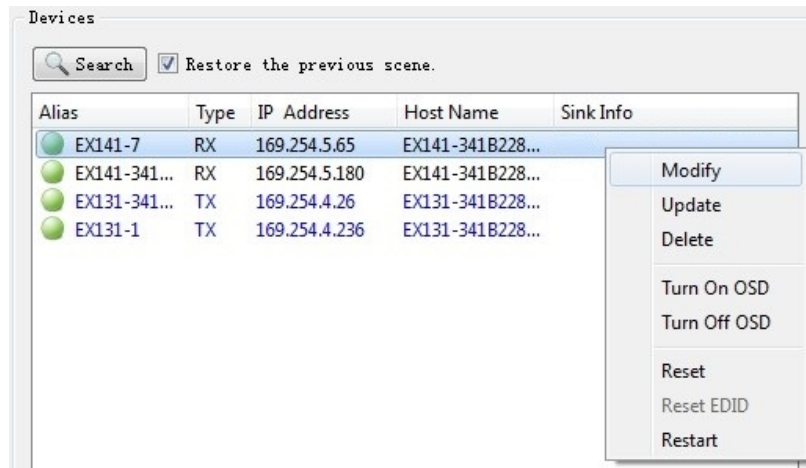 Devices
Search Restore the previous scene.
Alias Type IP Address Host Name Sink Info
EX141-7 RX 169.254.5.65 EX141-341B228...
EX141-341... RX 169.254.5.180 EX141-341B228...
EX131-341... TX 169.254.4.26 EX131-341B228...
EX131-1 TX 169.254.4.236 EX131-341B228...
Modify
Update
Delete
Turn On OSD
Turn Off OSD
Reset
Reset EDID
Restart